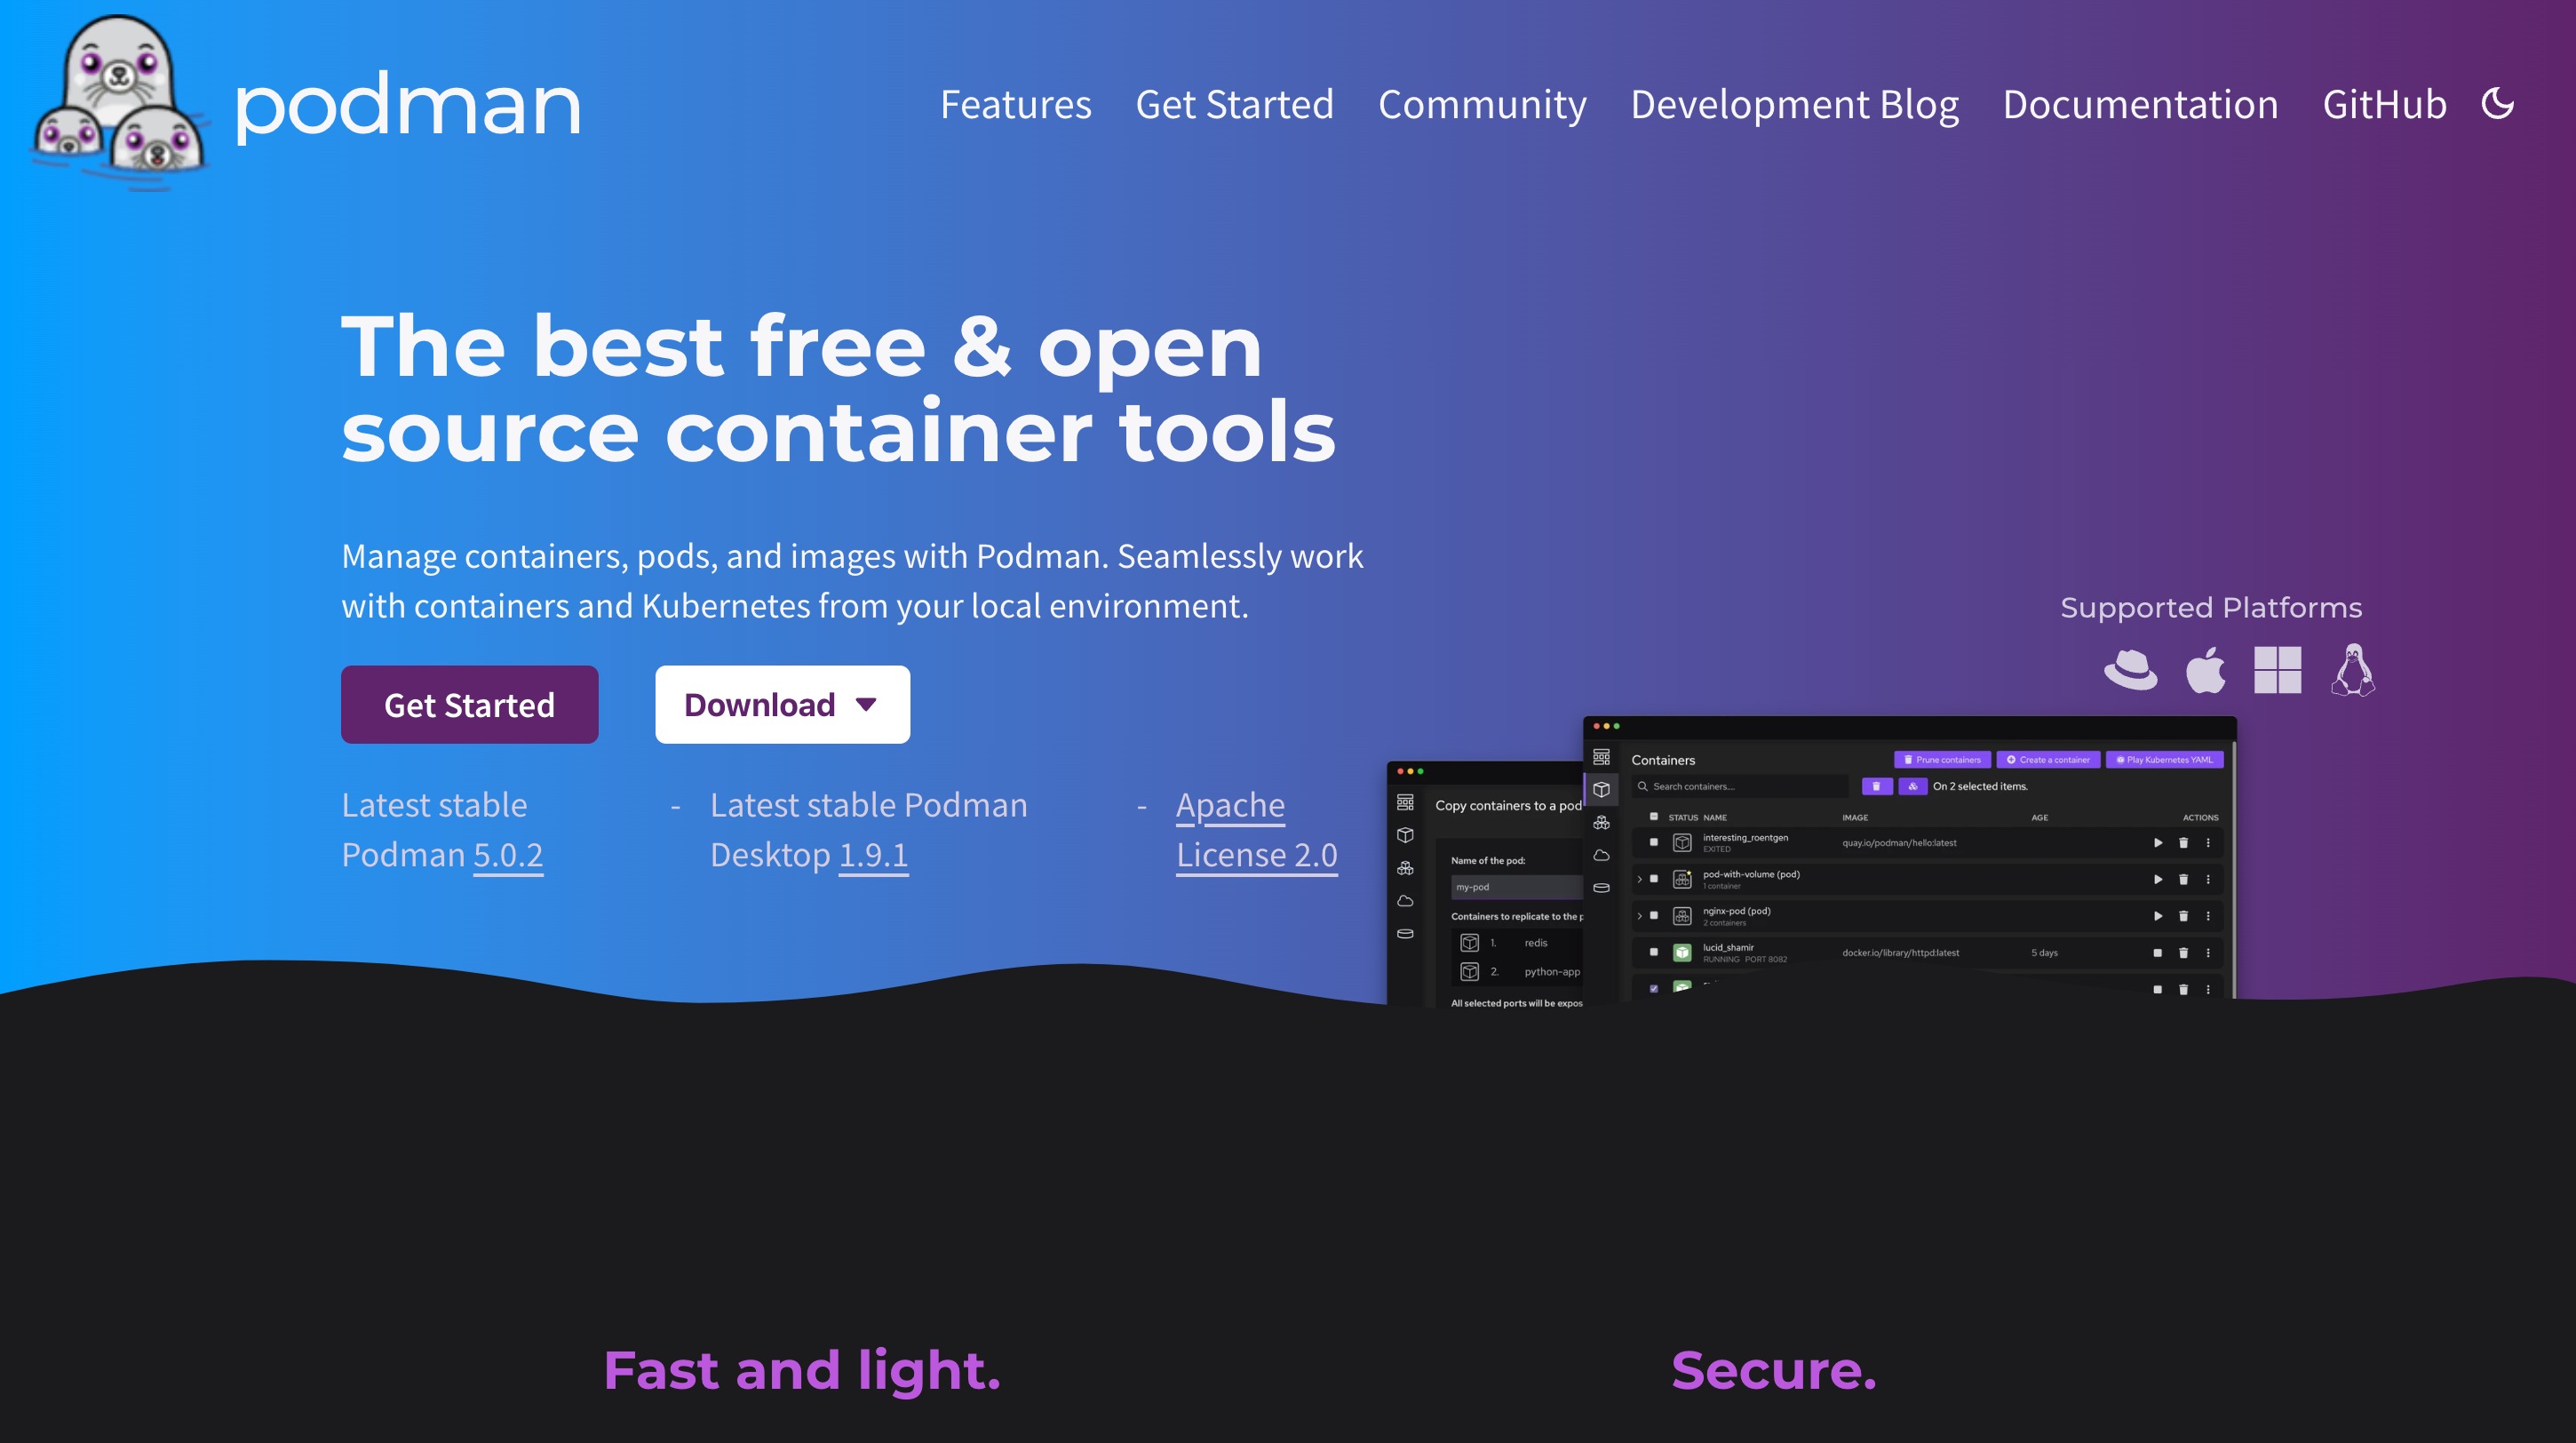 podman
Features Get Started Community Development Blog Documentation GitHub
The best free & open
source container tools
Manage containers, pods, and images with Podman. Seamlessly work
with containers and Kubernetes from your local environment.
Get Started Download
Latest stable
Podman 5.0.2
-
Latest stable Podman
Desktop 1.9.1
-
Apache
License 2.0
Supported Platforms
Copy containers to a pod
Name of the pod:
my-pod
Containers to replicate to the p
1. redis
2. python-app
All selected ports will be expos
Containers
Prune containers Create a container Play Kubernetes YAML
Search containers....
On 2 selected items.
STATUS NAME IMAGE AGE ACTIONS
interesting_roentgen
EXITED
quay.io/podman/hello:latest
pod-with-volume (pod)
1 container
nginx-pod (pod)
2 containers
lucid_shamir
RUNNING PORT 8082
docker.io/library/httpd:latest
5 days
Fast and light.
Secure.